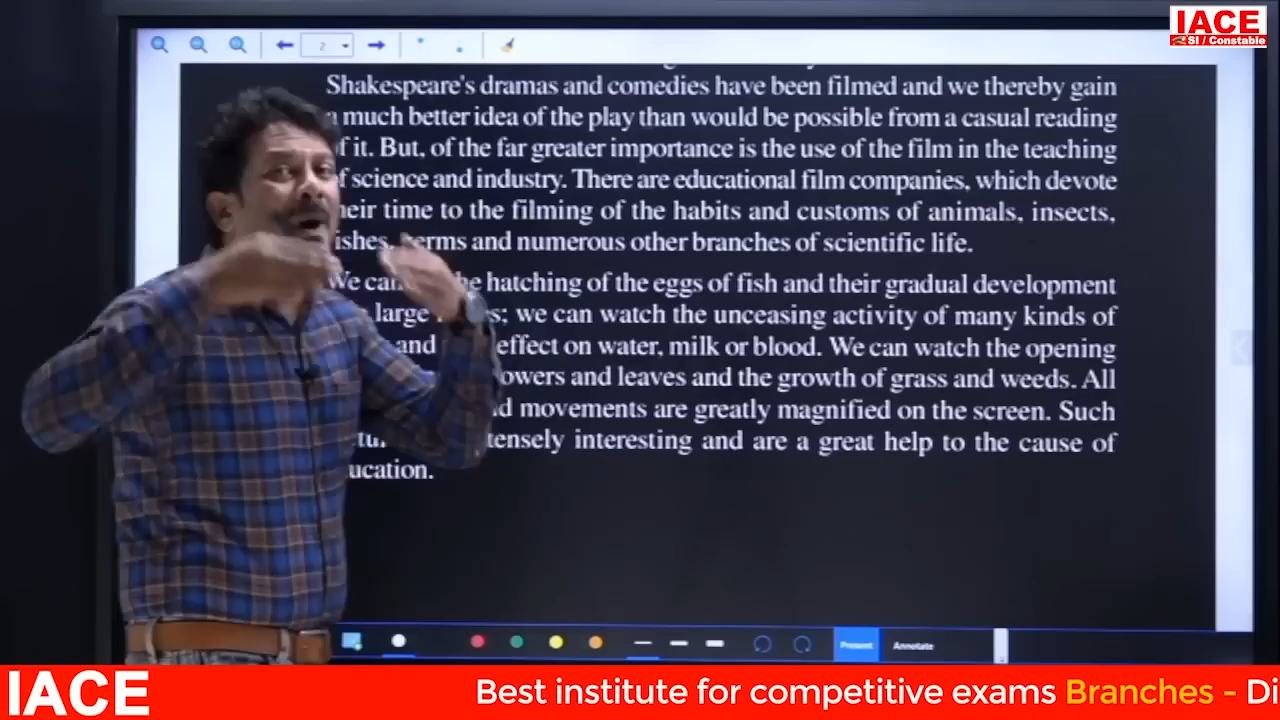 IACE
SI / Constable
2
Shakespeare's dramas and comedies have been filmed and we thereby gain
much better idea of the play than would be possible from a casual reading
of it. But, of the far greater importance is the use of the film in the teaching
of science and industry. There are educational film companies, which devote
their time to the filming of the habits and customs of animals, insects,
ishes, erms and numerous other branches of scientific life.
We can he hatching of the eggs of fish and their gradual development
large s; we can watch the unceasing activity of many kinds of
and effect on water, milk or blood. We can watch the opening
owers and leaves and the growth of grass and weeds. All
d movements are greatly magnified on the screen. Such
tensely interesting and are a great help to the cause of
ucation.
Present Annotate
IACE Best institute for competitive exams Branches - Di